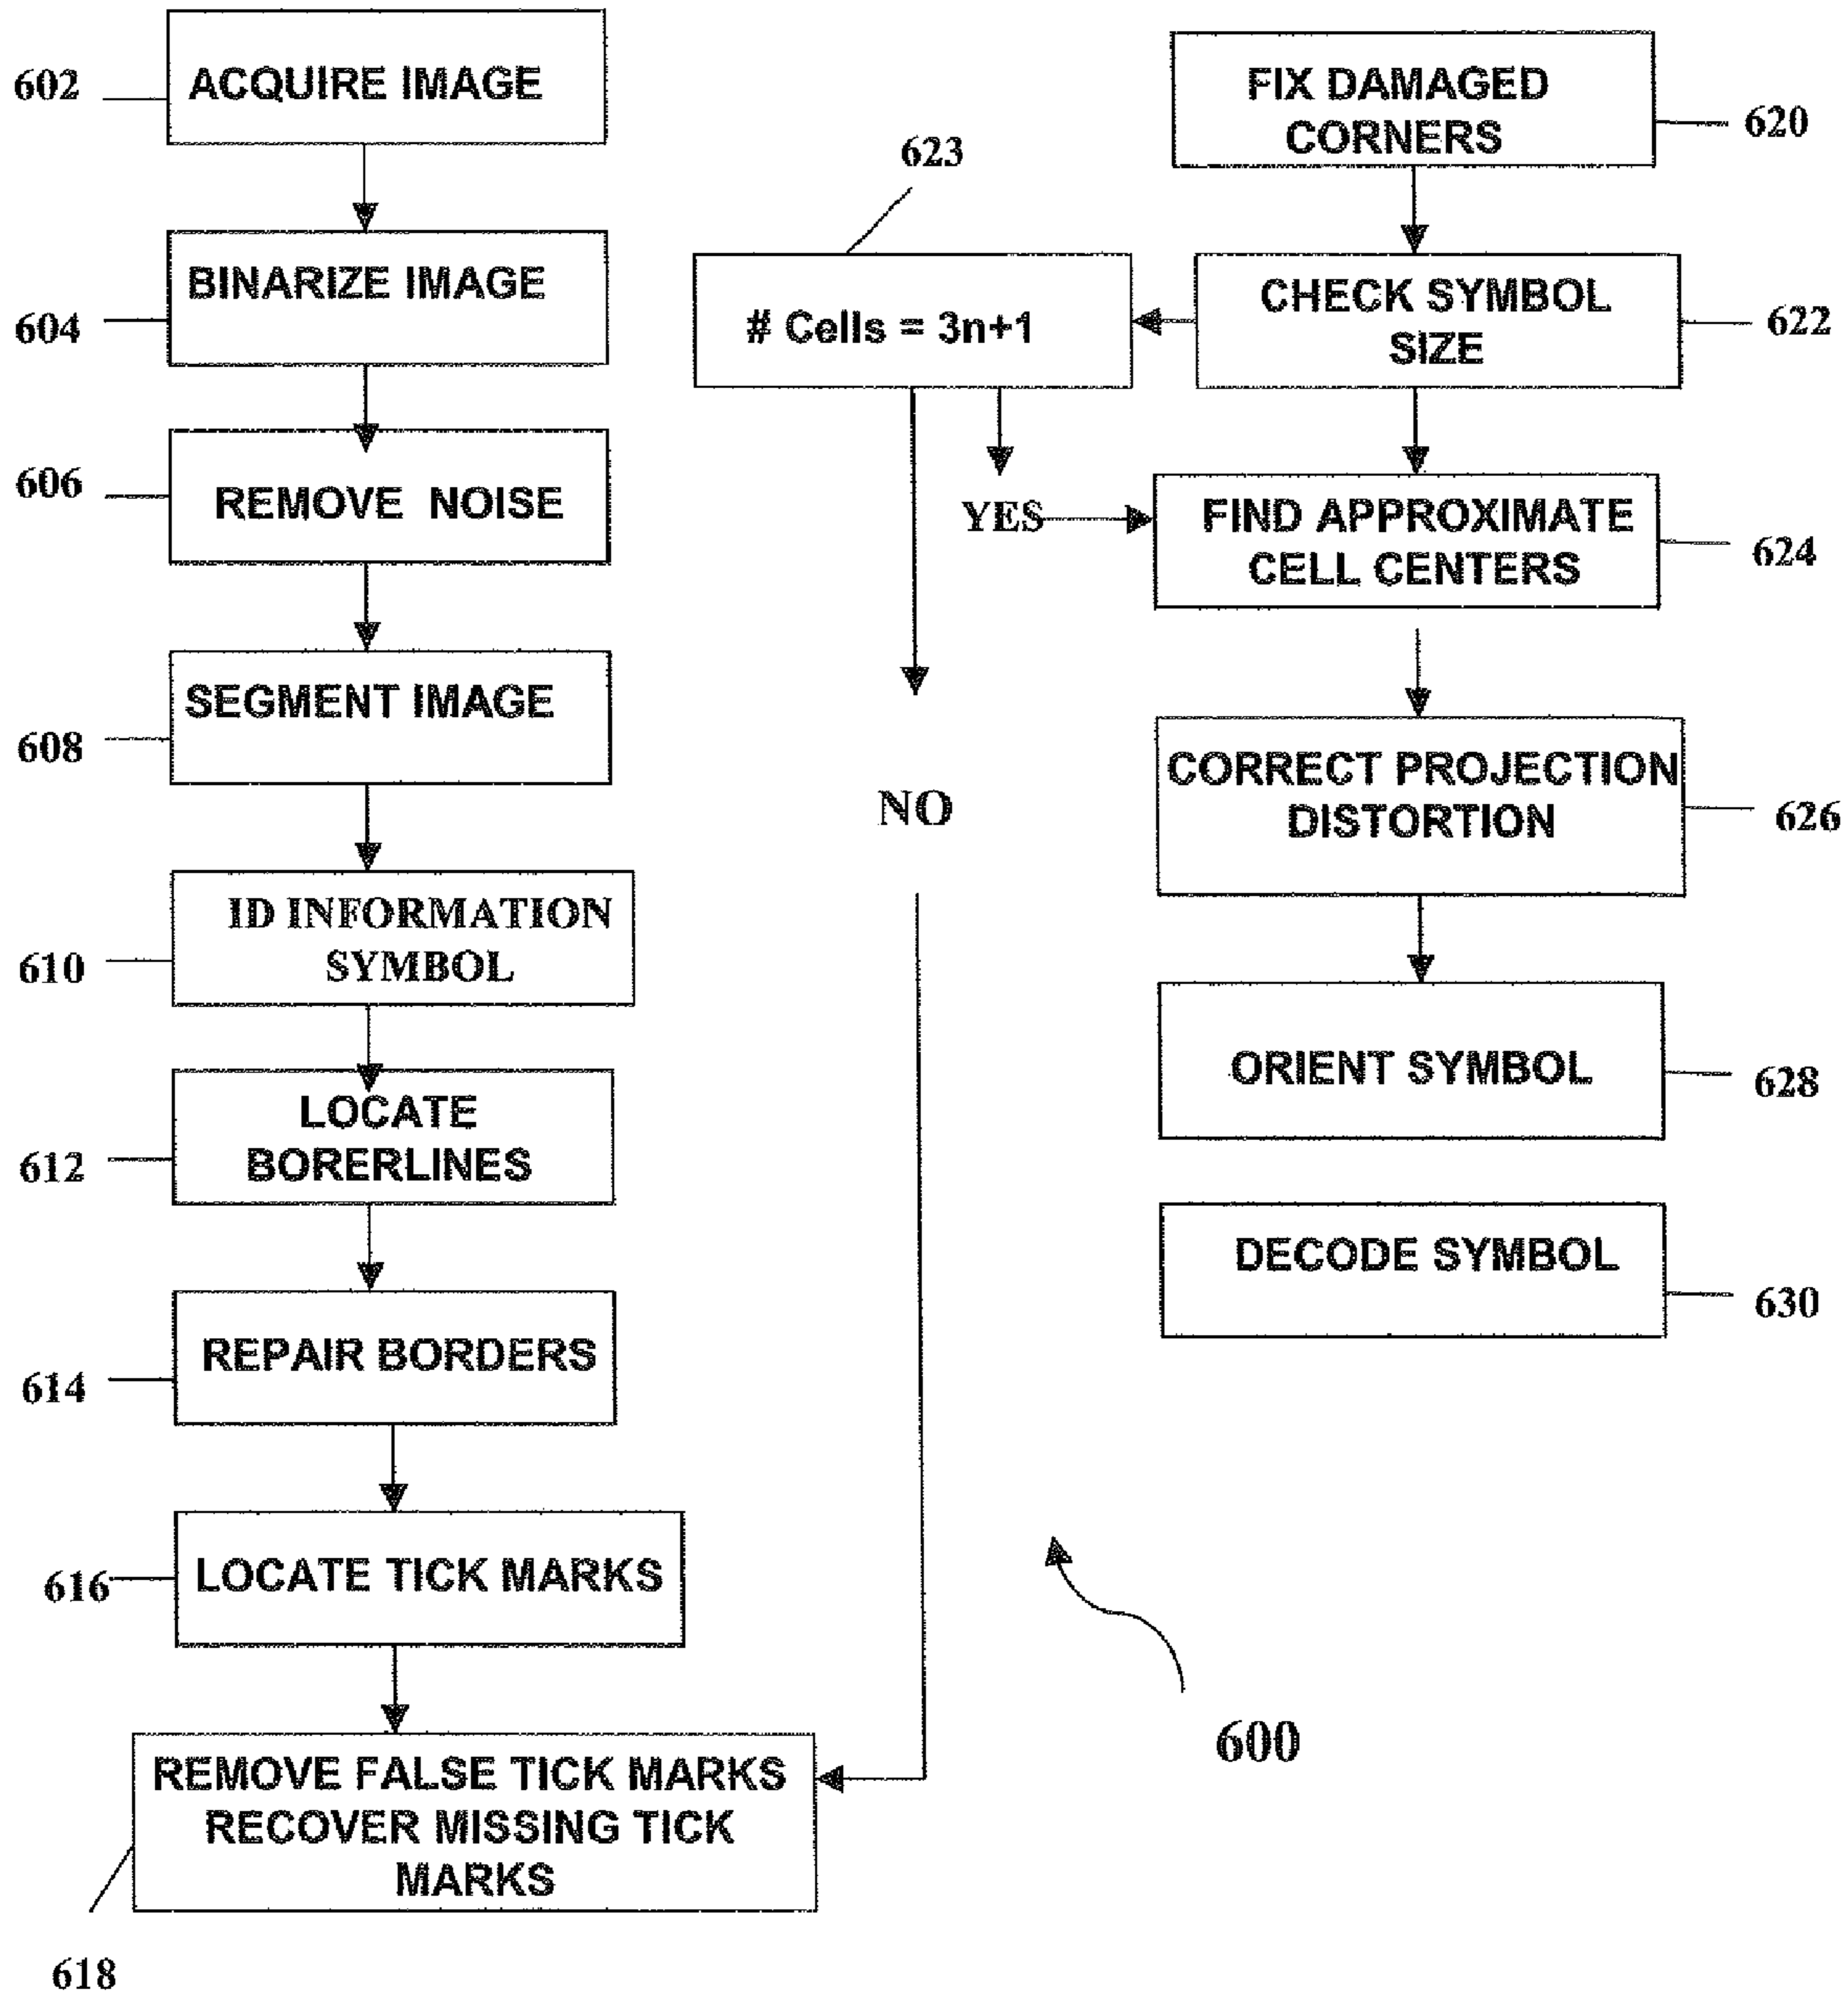 602
ACQUIRE IMAGE
604
BINARIZE IMAGE
606
REMOVE NOISE
608
SEGMENT IMAGE
610
ID INFORMATION
SYMBOL
612
LOCATE
BORERLINES
614
REPAIR BORDERS
616
LOCATE TICK MARKS
REMOVE FALSE TICK MARKS
RECOVER MISSING TICK
MARKS
618
FIX DAMAGED
CORNERS
620
623
# Cells = 3n+1
CHECK SYMBOL
SIZE
622
YES
NO
FIND APPROXIMATE
CELL CENTERS
624
CORRECT PROJECTION
DISTORTION
626
ORIENT SYMBOL
628
DECODE SYMBOL
630
600